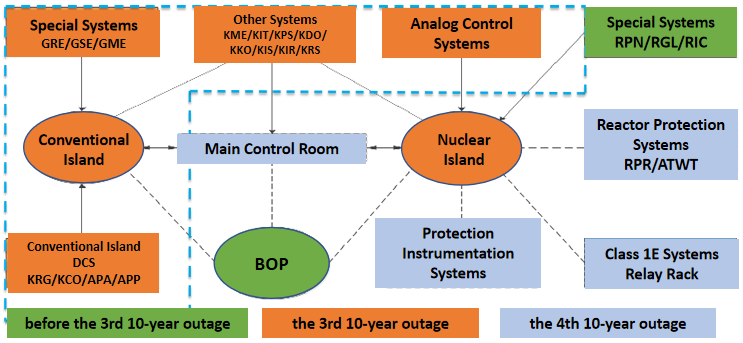 Special Systems
GRE/GSE/GME
Other Systems
KME/KIT/KPS/KDO/
KKO/KIS/KIR/KRS
Analog Control
Systems
Special Systems
RPN/RGL/RIC
Conventional
Island
Main Control Room
Nuclear
Island
Reactor Protection
Systems
RPR/ATWT
Conventional Island
DCS
KRG/KCO/APA/APP
BOP
Protection
Instrumentation
Systems
Class 1E Systems
Relay Rack
before the 3rd 10-year outage
the 3rd 10-year outage
the 4th 10-year outage